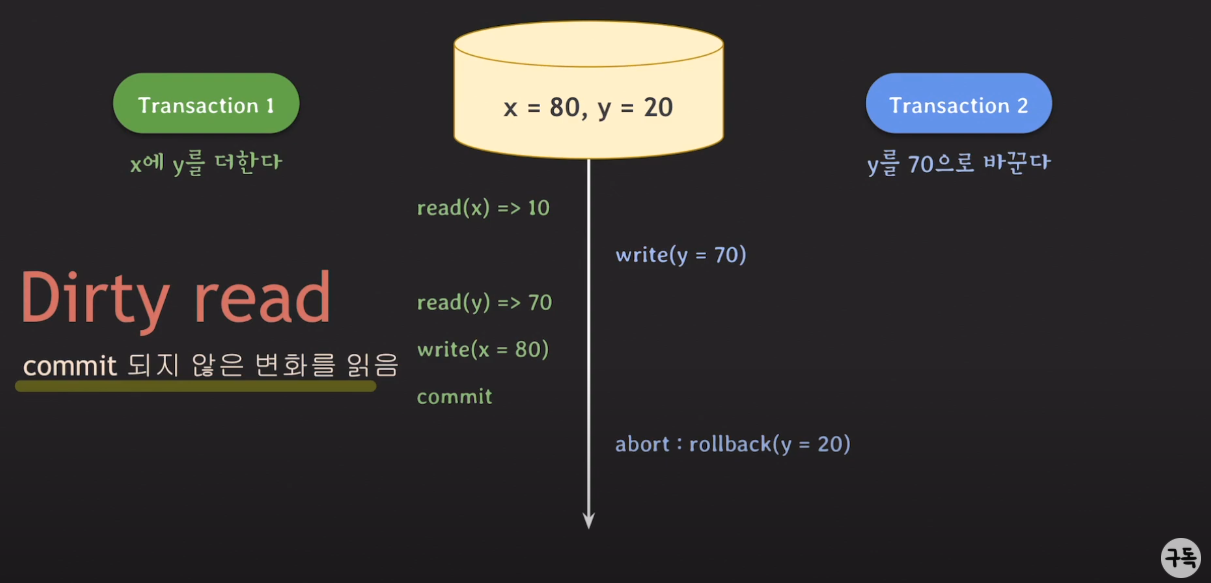 Transaction 1
x에 y를 더한다
x = 80, y = 20
Transaction 2
y를 70으로 바꾼다
read(x) => 10
write(y = 70)
Dirty read
commit 되지 않은 변화를 읽음
read(y) => 70
write(x = 80)
commit
abort : rollback(y = 20)
구독